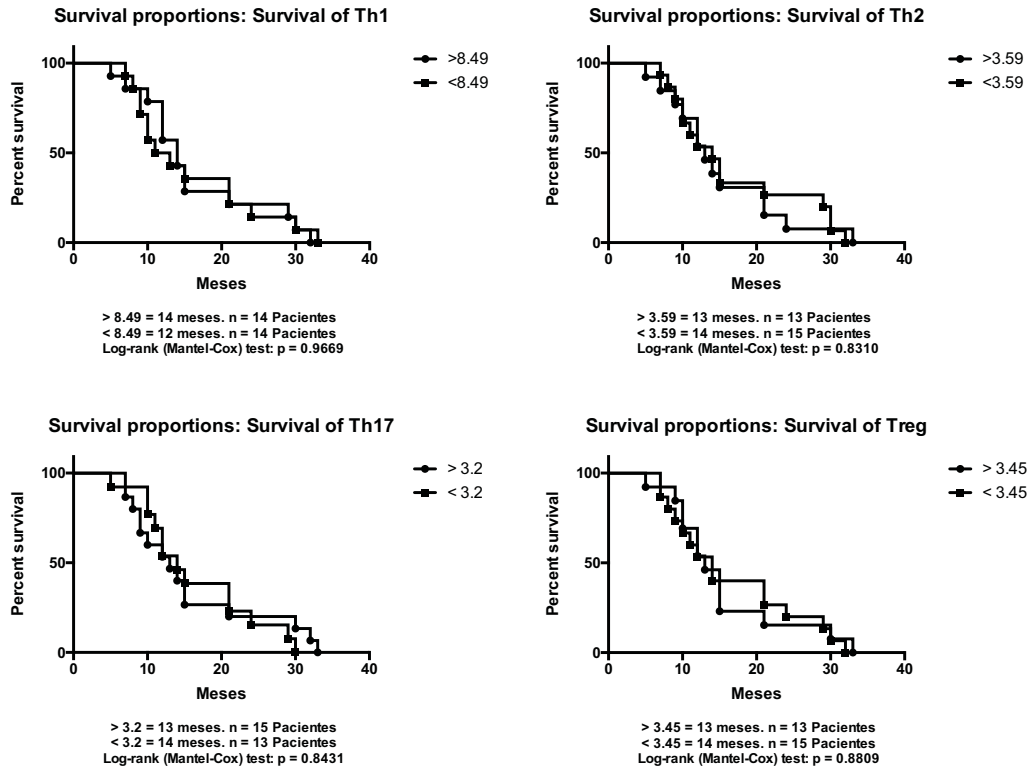 Survival proportions: Survival of Th1
Percent survival
100
50
0
0 10 20 30 40
Meses
>8.49
<8.49
> 8.49 = 14 meses. n = 14 Pacientes
< 8.49 = 12 meses. n = 14 Pacientes
Log-rank (Mantel-Cox) test: p = 0.9669
Survival proportions: Survival of Th2
Percent survival
100
50
0
0 10 20 30 40
Meses
>3.59
<3.59
> 3.59 = 13 meses. n = 13 Pacientes
< 3.59 = 14 meses. n = 15 Pacientes
Log-rank (Mantel-Cox) test: p = 0.8310
Survival proportions: Survival of Th17
Percent survival
100
50
0
0 10 20 30 40
Meses
> 3.2
< 3.2
> 3.2 = 13 meses. n = 15 Pacientes
< 3.2 = 14 meses. n = 13 Pacientes
Log-rank (Mantel-Cox) test: p = 0.8431
Survival proportions: Survival of Treg
Percent survival
100
50
0
0 10 20 30 40
Meses
> 3.45
< 3.45
> 3.45 = 13 meses. n = 13 Pacientes
< 3.45 = 14 meses. n = 15 Pacientes
Log-rank (Mantel-Cox) test: p = 0.8809